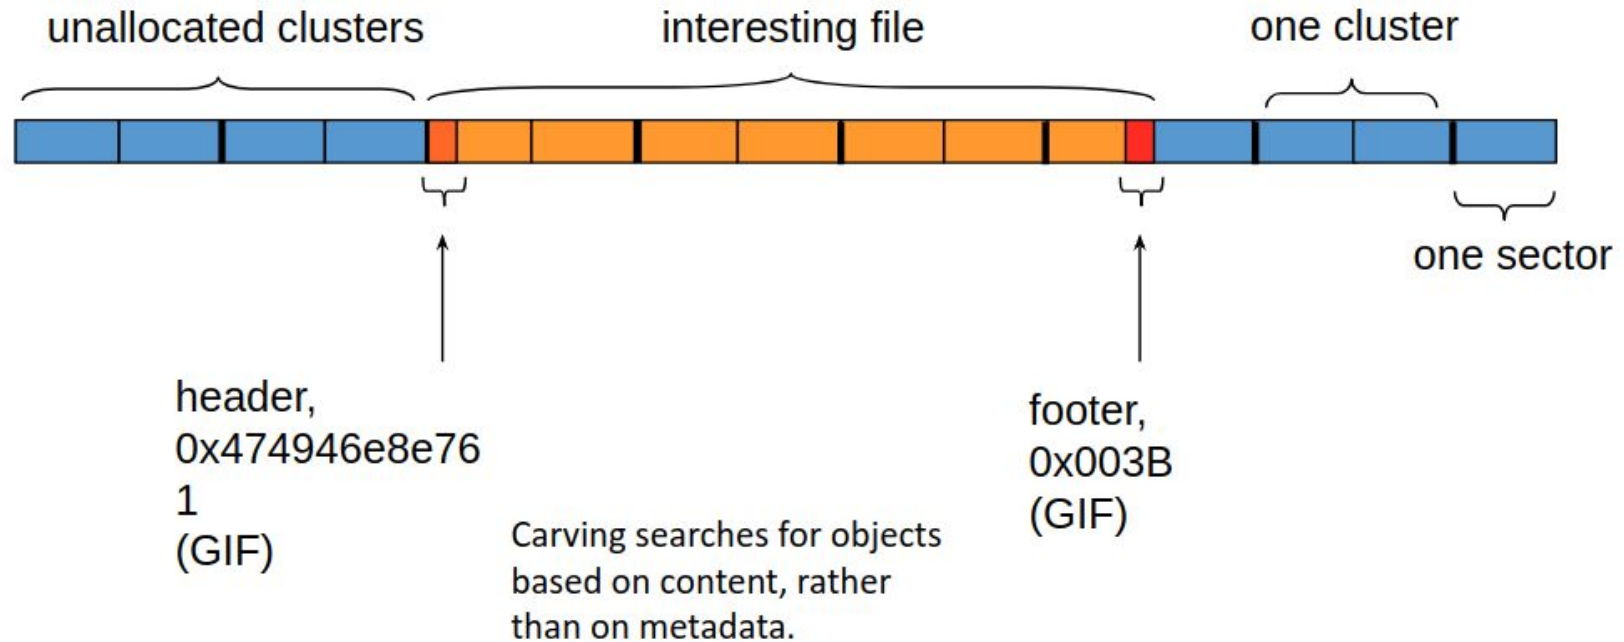 unallocated clusters
interesting file
one cluster
one sector
header,
0x474946e8e76
1
(GIF)
footer,
0x003B
(GIF)
Carving searches for objects
based on content, rather
than on metadata.